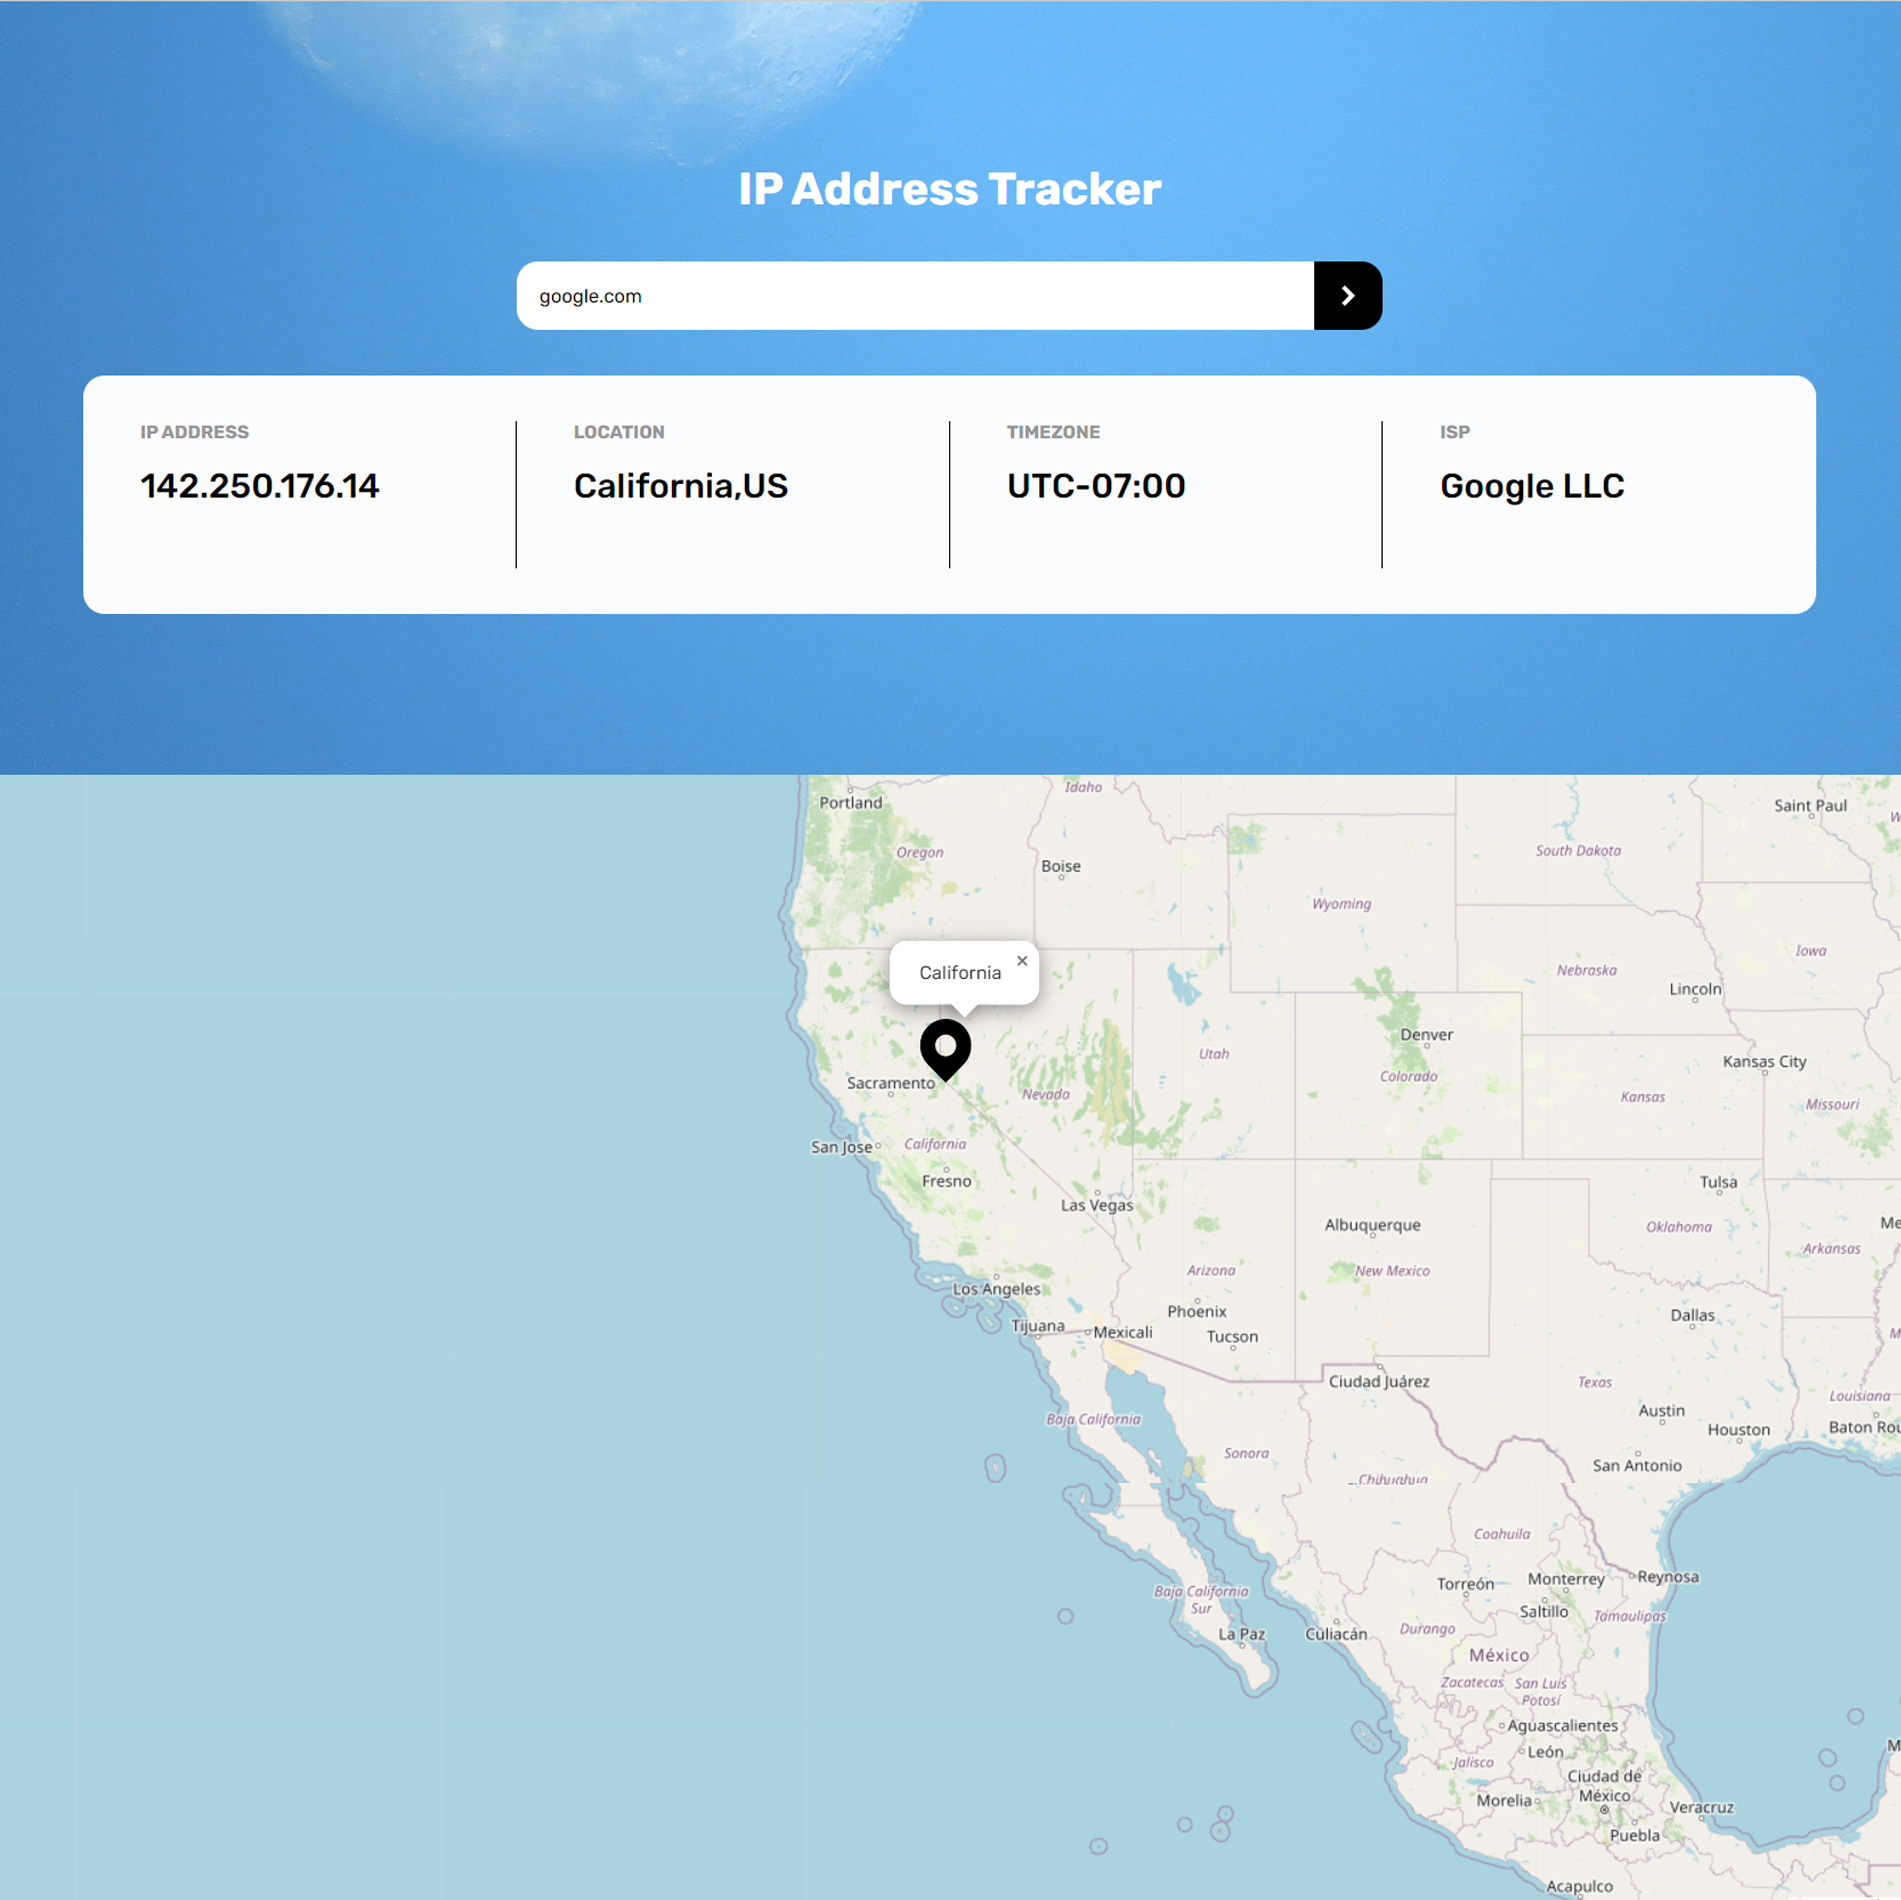 IP Address Tracker
google.com
IP ADDRESS
142.250.176.14
LOCATION
California,US
TIMEZONE
UTC-07:00
ISP
Google LLC
Portland
Idaho
Saint Paul
Oregon
Boise
South Dakota
Wyoming
Iowa
California
×
Nebraska
Lincoln
Denver
Utah
Kansas City
Sacramento
Colorado
Nevada
Kansas
Missouri
San Jose
California
Fresno
Tulsa
Las Vegas
Albuquerque
Oklahoma
Arkansas
Arizona
New Mexico
Los Angeles
Phoenix
Dallas
Tijuana
Mexicali
Tucson
Ciudad Juárez
Texas
Louisiana
Austin
Baja California
Houston
Baton Rou
Sonora
San Antonio
Chihuahua
Coahuila
Torreón
Monterrey
Reynosa
Baja California
Sur
Saltillo
Tamaulipas
La Paz
Culiacán
Durango
México
Zacatecas
San Luis
Potosí
Aguascalientes
León
Jalisco
Ciudad de
México
Morelia
Veracruz
Puebla
Acapulco